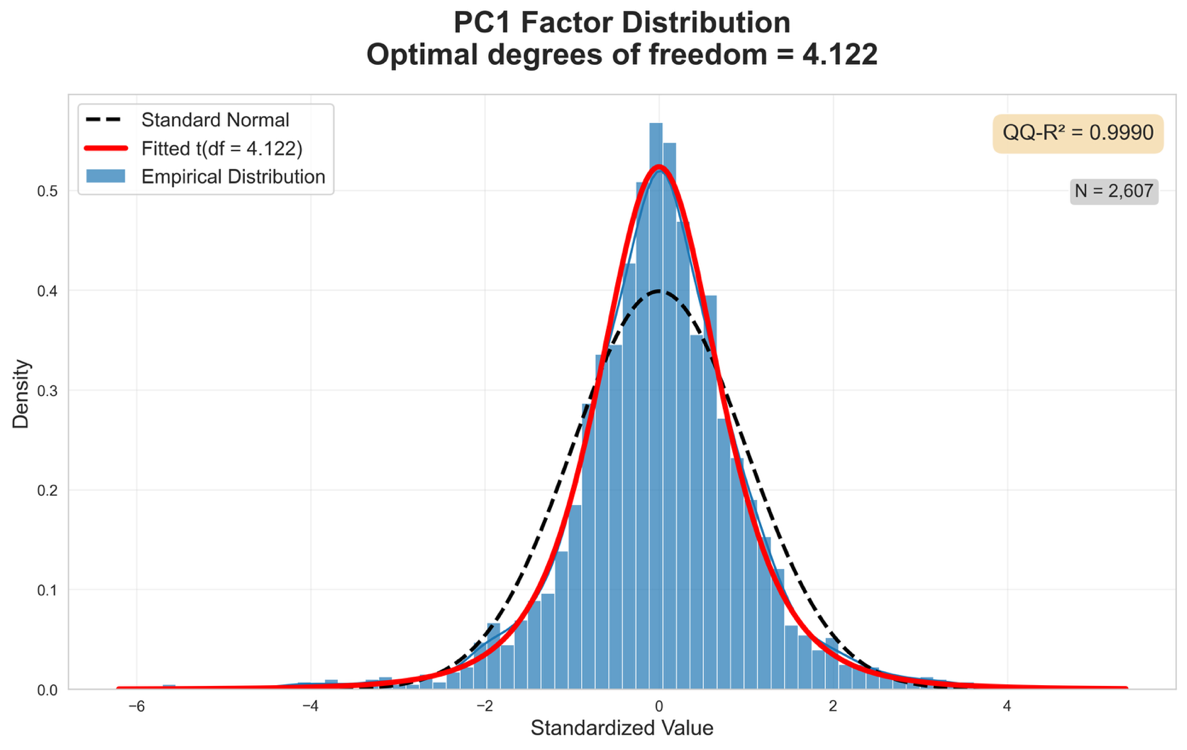 PC1 Factor Distribution
Optimal degrees of freedom = 4.122
Standard Normal
Fitted t(df = 4.122)
Empirical Distribution
QQ-R² = 0.9990
N = 2,607
Density
0.5
0.4
0.3
0.2
0.1
0.0
−6
−4
−2
0
2
4
Standardized Value